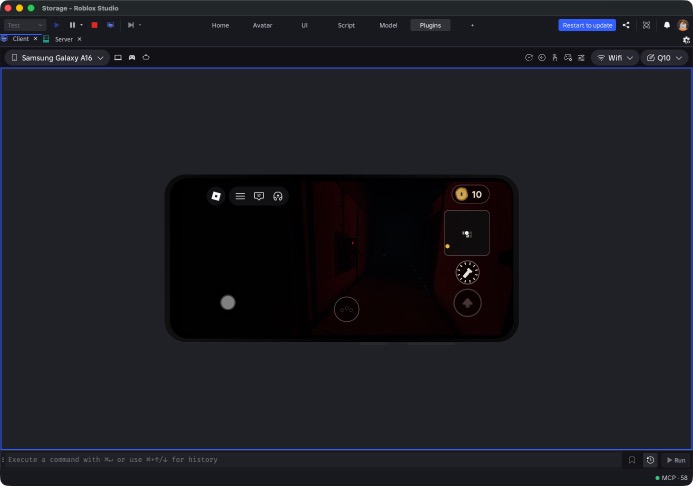 Storage - Roblox Studio
Test
Home Avatar UI Script Model Plugins +
Restart to update
Client × Server ×
Samsung Galaxy A16
Wifi Q10
10
Execute a command with ⌘↵ or use ⌘+↑/↓ for history
Run
MCP · 58